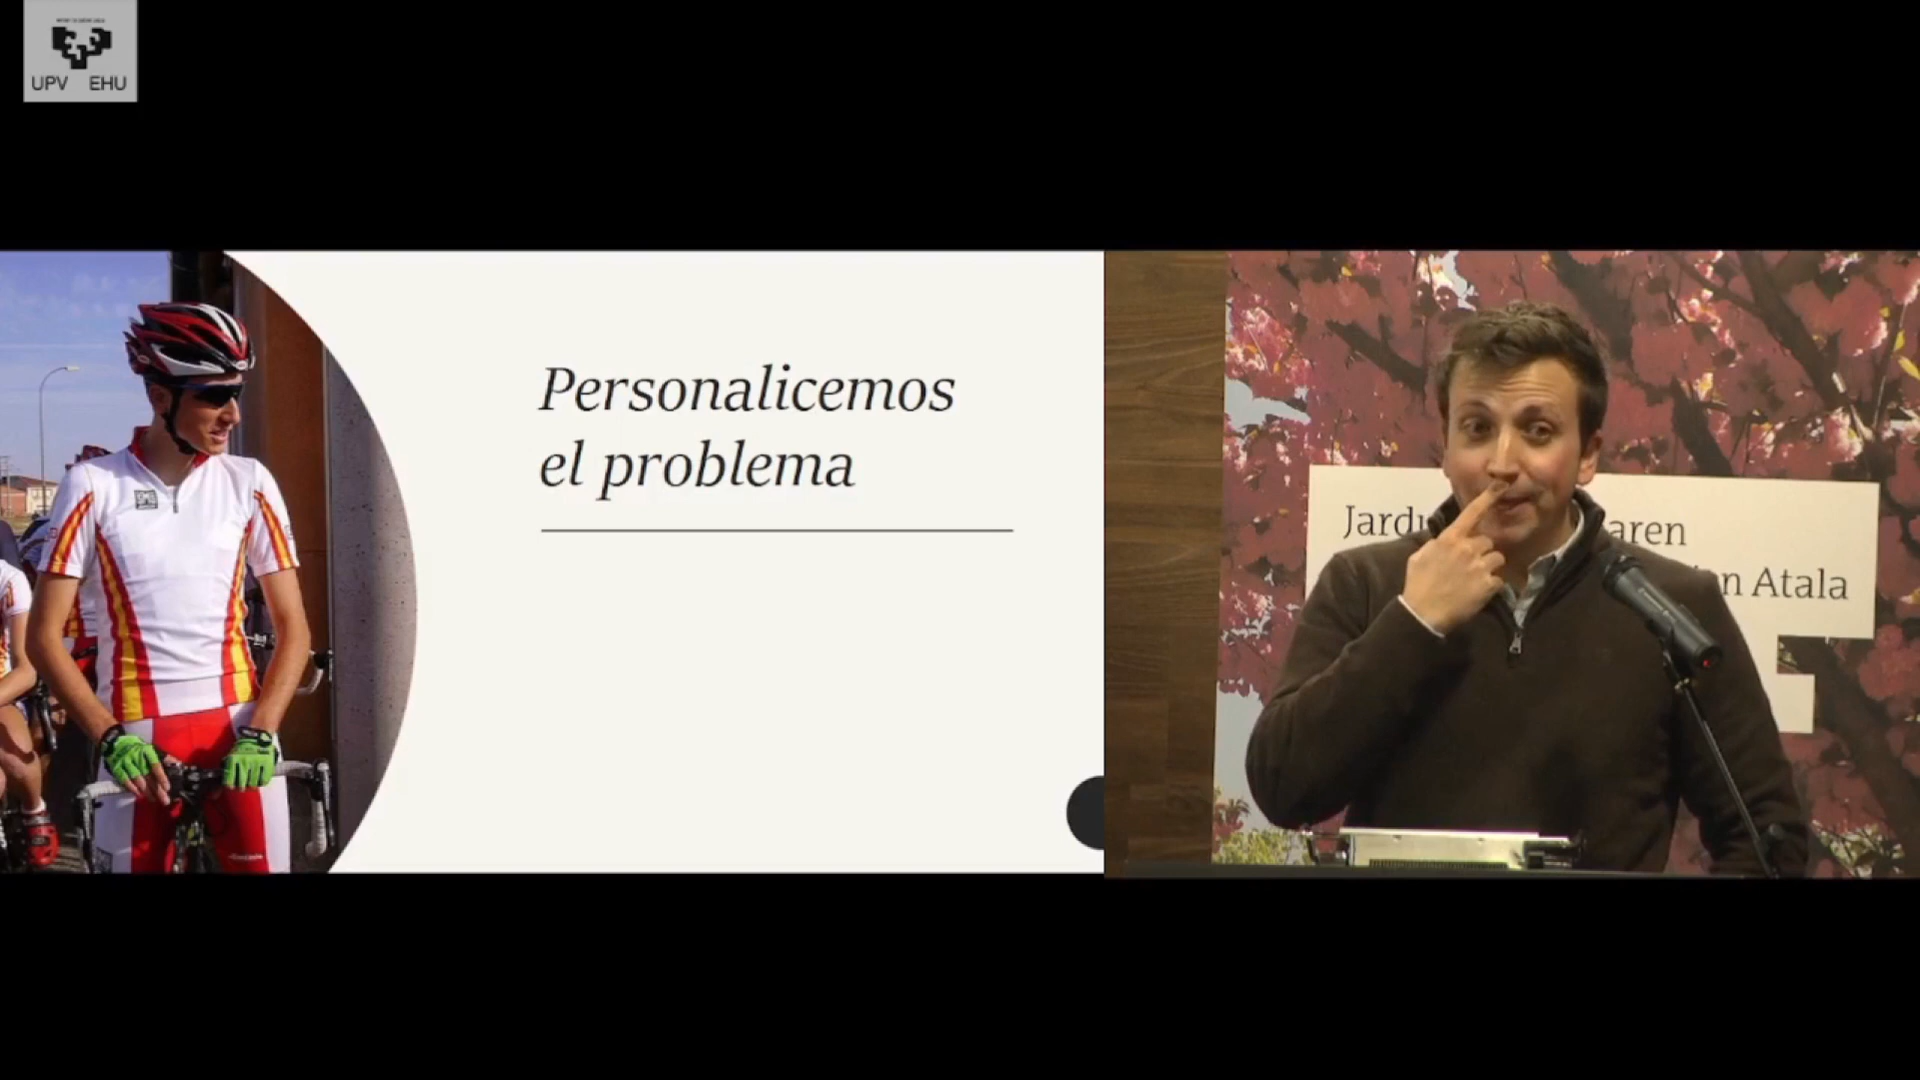 UPV EHU
Personalicemos
el problema
Jardu
aren
n Atala